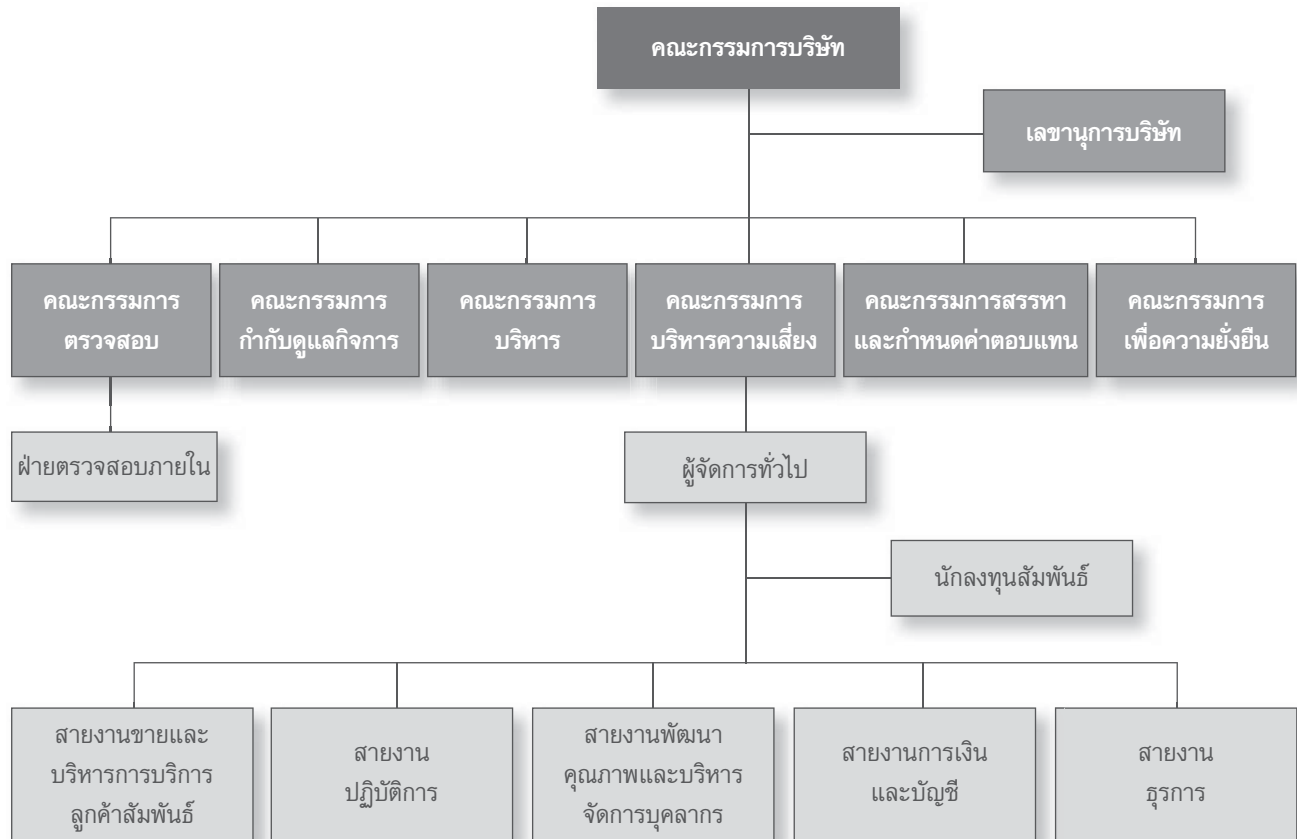 คณะกรรมการบริษัท
เลขานุการบริษัท
คณะกรรมการ
ตรวจสอบ
คณะกรรมการ
กำกับดูแลกิจการ
คณะกรรมการ
บริหาร
คณะกรรมการ
บริหารความเสี่ยง
คณะกรรมการสรรหา
และกำหนดค่าตอบแทน
คณะกรรมการ
เพื่อความยั่งยืน
ฝ่ายตรวจสอบภายใน
ผู้จัดการทั่วไป
นักลงทุนสัมพันธ์
สายงานขายและ
บริหารการบริการ
ลูกค้าสัมพันธ์
สายงาน
ปฏิบัติการ
สายงานพัฒนา
คุณภาพและบริหาร
จัดการบุคลากร
สายงานการเงิน
และบัญชี
สายงาน
ธุรการ